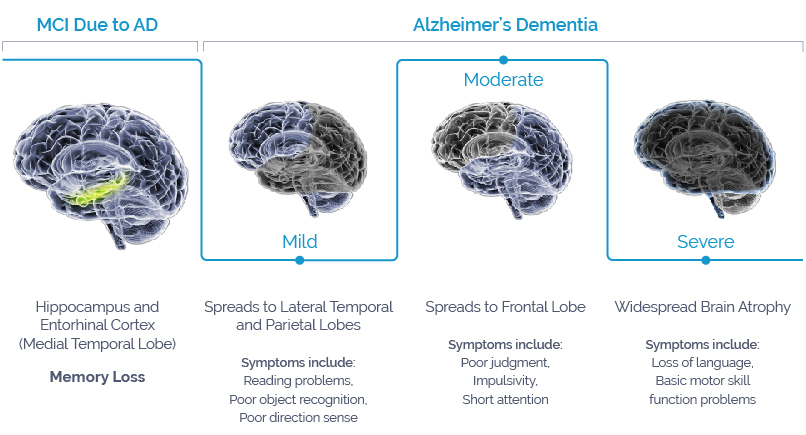 MCI Due to AD
Alzheimer's Dementia
Moderate
Mild
Severe
Hippocampus and
Entorhinal Cortex
(Medial Temporal Lobe)
Memory Loss
Spreads to Lateral Temporal
and Parietal Lobes
Symptoms include:
Reading problems,
Poor object recognition,
Poor direction sense
Spreads to Frontal Lobe
Symptoms include:
Poor judgment,
Impulsivity,
Short attention
Widespread Brain Atrophy
Symptoms include:
Loss of language,
Basic motor skill
function problems